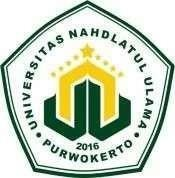 UNIVERSITAS NAHDLATUL ULAMA
2016
PURWOKERTO